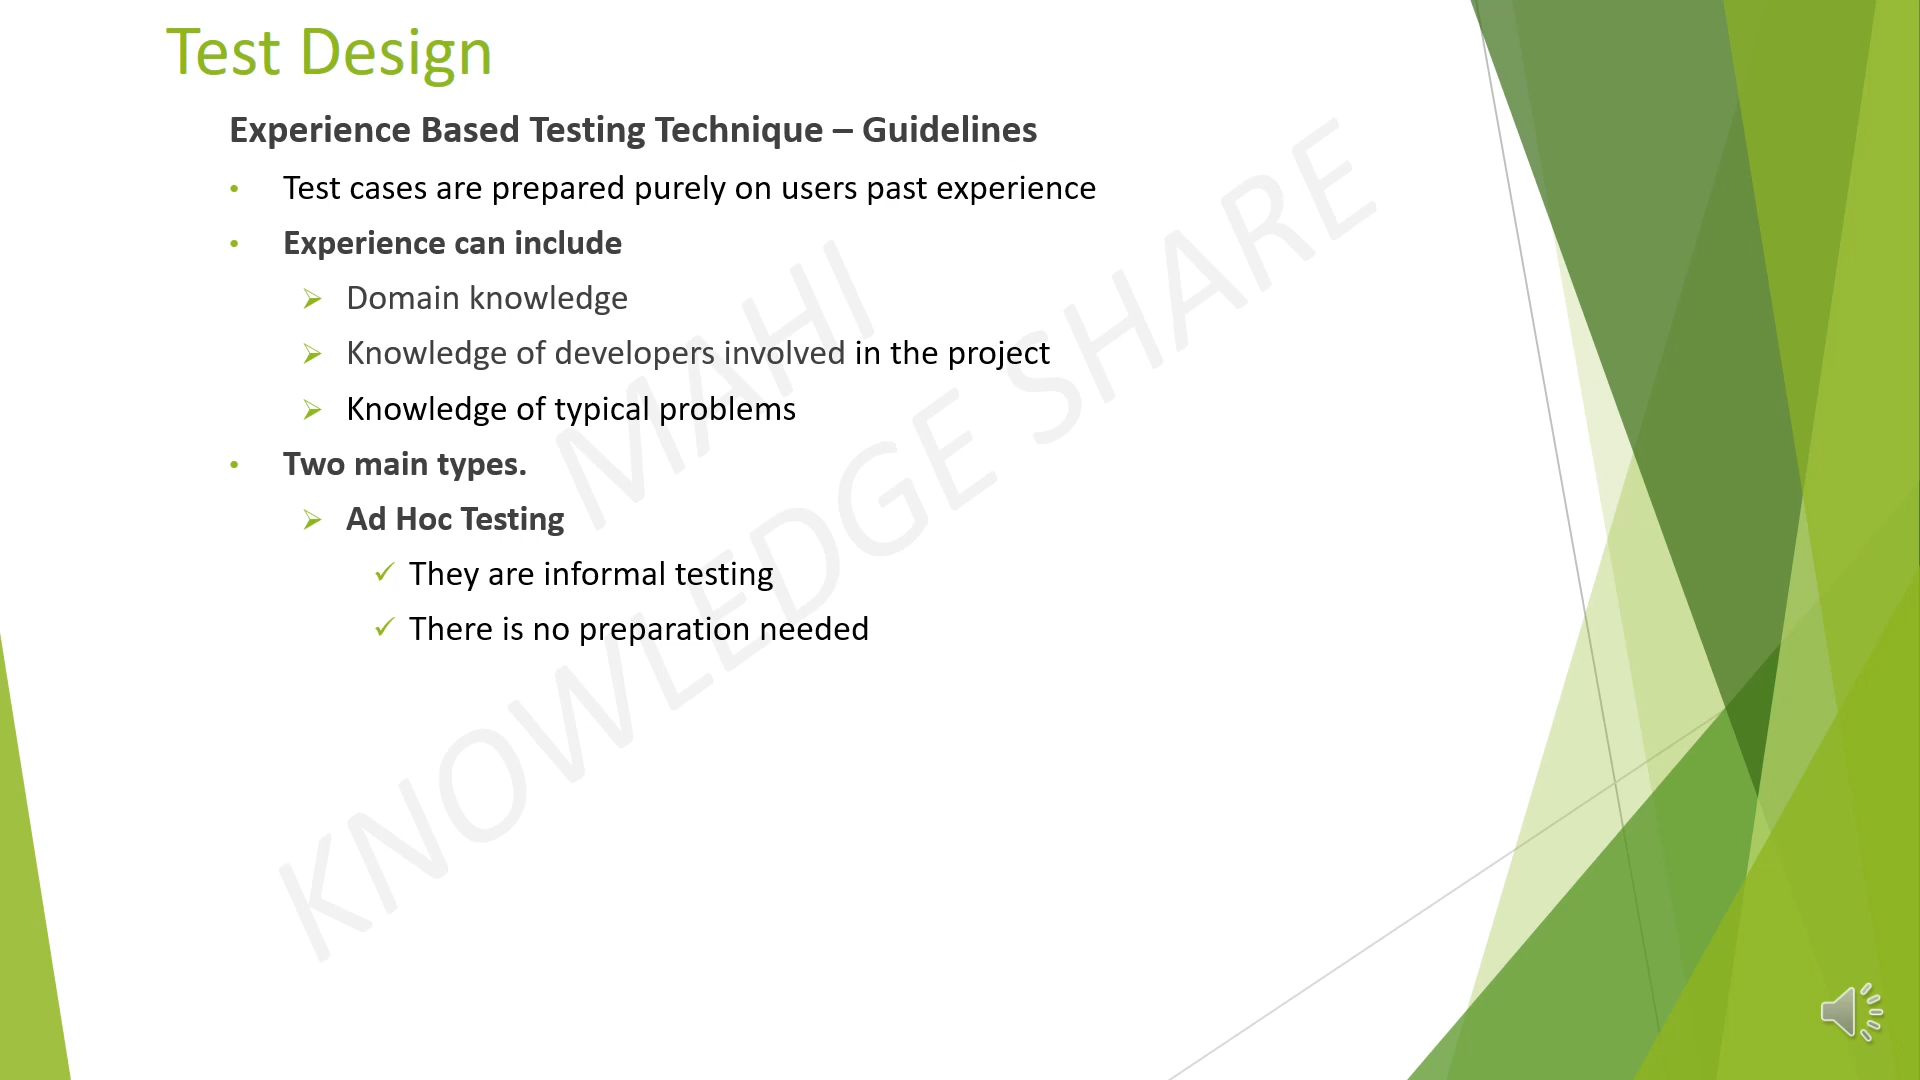 Test Design
Experience Based Testing Technique – Guidelines
• Test cases are prepared purely on users past experience
• Experience can include
➢ Domain knowledge
➢ Knowledge of developers involved in the project
➢ Knowledge of typical problems
• Two main types.
➢ Ad Hoc Testing
✓ They are informal testing
✓ There is no preparation needed
MAHI
KNOWLEDGE SHARE